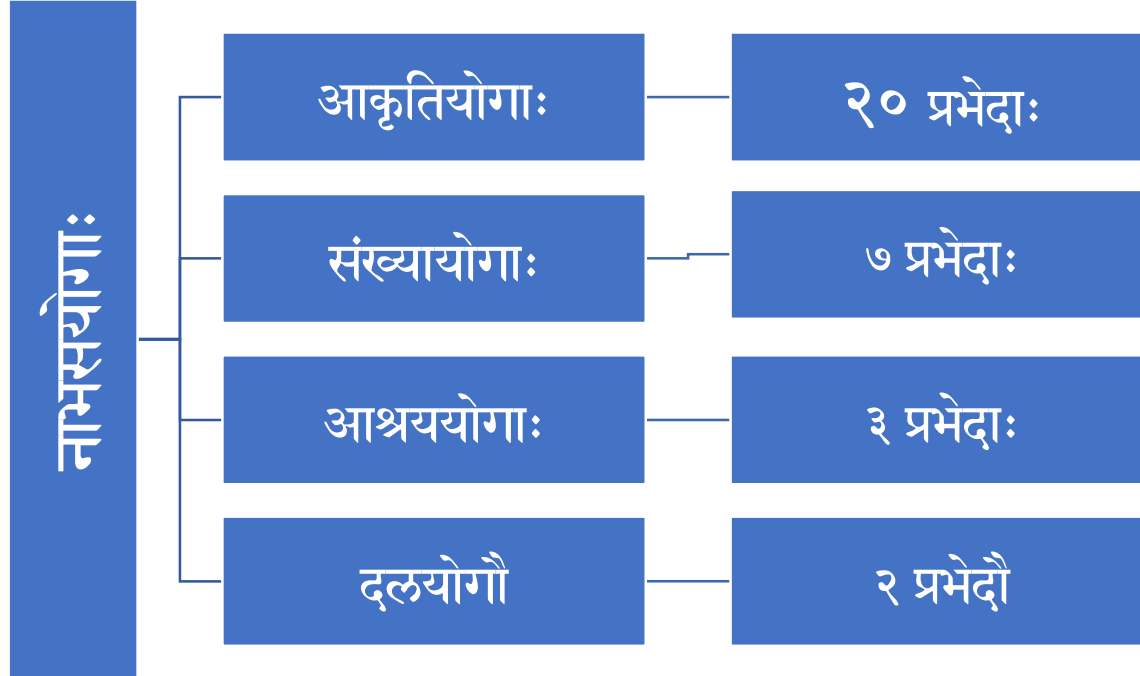 नाभसयोगाः
आकृतियोगाः
२० प्रभेदाः
संख्यायोगाः
७ प्रभेदाः
आश्रययोगाः
३ प्रभेदाः
दलयोगौ
२ प्रभेदौ